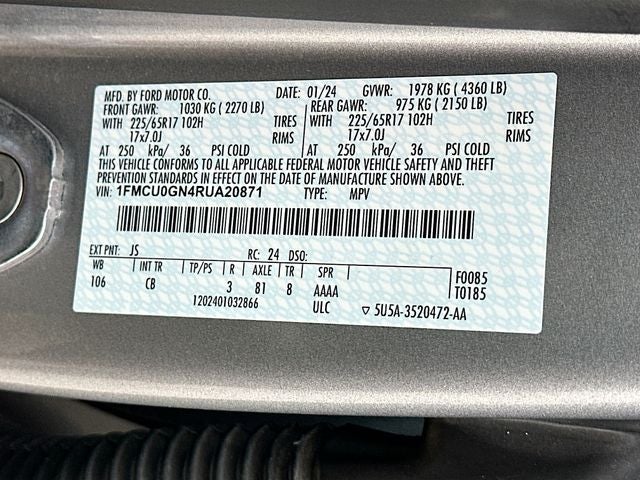 MFD. BY FORD MOTOR CO. DATE: 01/24 GVWR: 1978 KG ( 4360 LB)
FRONT GAWR: 1030 KG ( 2270 LB) REAR GAWR: 975 KG ( 2150 LB)
WITH 225/65R17 102H TIRES WITH 225/65R17 102H TIRES
17x7.0J RIMS 17x7.0J RIMS
AT 250 kPa/ 36 PSI COLD AT 250 kPa/ 36 PSI COLD
THIS VEHICLE CONFORMS TO ALL APPLICABLE FEDERAL MOTOR VEHICLE SAFETY AND THEFT
PREVENTION STANDARDS IN EFFECT ON THE DATE OF MANUFACTURE SHOWN ABOVE.
VIN: 1FMCU0GN4RUA20871 TYPE: MPV
EXT PNT: JS RC: 24 DSO:
WB INT TR TP/PS R AXLE TR SPR F0085
106 CB 3 81 8 AAAA T0185
1202401032866 ULC ▽ 5U5A-3520472-AA